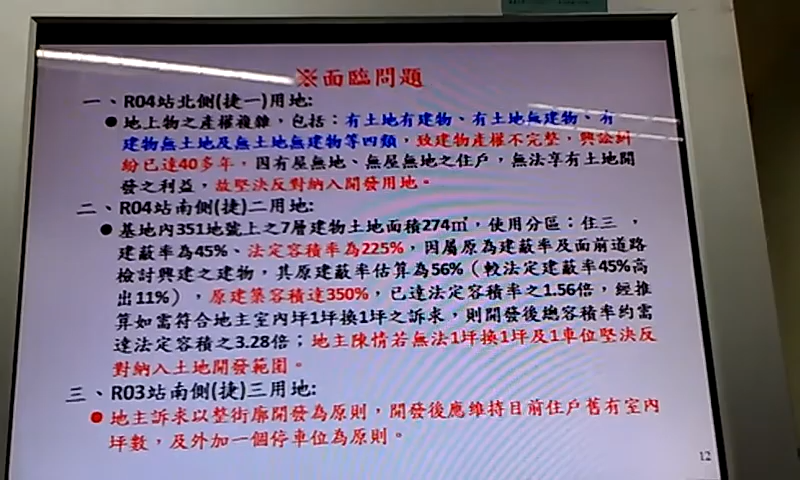 ※面臨問題
一、R04站北側(捷一)用地:
●地上物之產權複雜，包括：有土地有建物、有土地無建物、有
建物無土地及無土地無建物等四類，致建物產權不完整，興訟糾
紛已達40多年，因有屋無地、無屋無地之住戶，無法享有土地開
發之利益，故堅決反對納入開發用地。
二、R04站南側(捷)二用地:
●基地內351地號上之7層建物土地面積274㎡，使用分區：住三，
建蔽率為45%、法定容積率為225%，因屬原為建蔽率及面前道路
檢討興建之建物，其原建蔽率估算為56%（較法定建蔽率45%高
出11%），原建築容積達350%，已達法定容積率之1.56倍，經推
算如需符合地主室內坪1坪換1坪之訴求，則開發後總容積率約需
達法定容積之3.28倍；地主陳情若無法1坪換1坪及1車位堅決反
對納入土地開發範圍。
三、R03站南側(捷)三用地:
●地主訴求以整街廓開發為原則，開發後應維持目前住戶舊有室內
坪數，及外加一個停車位為原則。
12